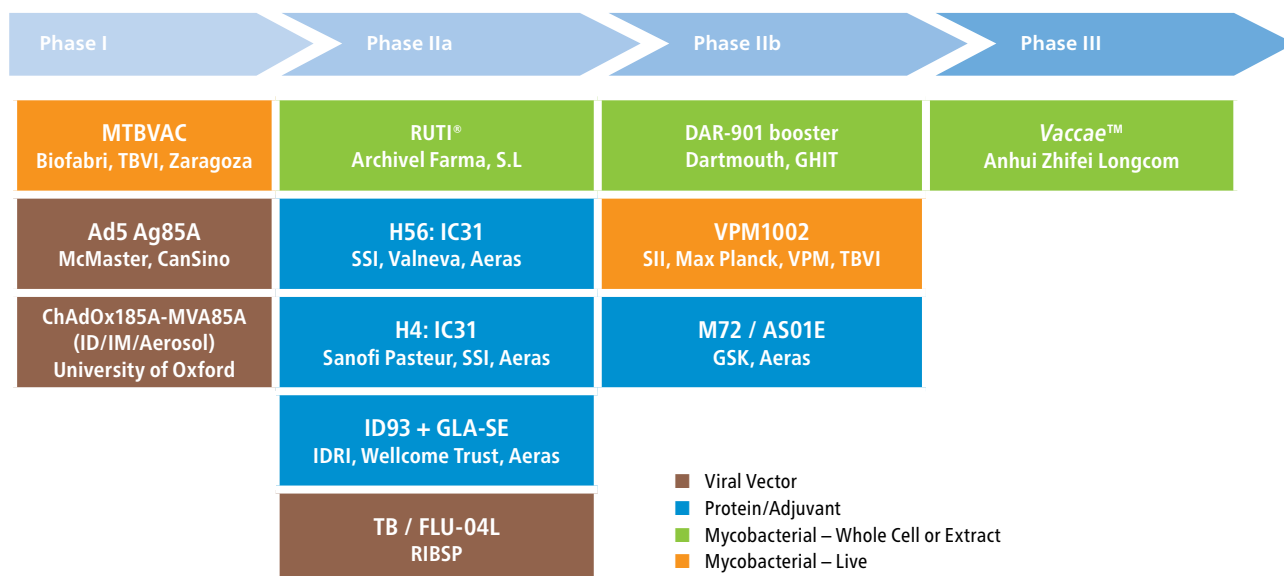 Phase I
Phase IIa
Phase IIb
Phase III
MTBVAC
Biofabri, TBVI, Zaragoza
RUTI®
Archivel Farma, S.L
DAR-901 booster
Dartmouth, GHIT
Vaccae™
Anhui Zhifei Longcom
Ad5 Ag85A
McMaster, CanSino
H56: IC31
SSI, Valneva, Aeras
VPM1002
SII, Max Planck, VPM, TBVI
ChAdOx185A-MVA85A
(ID/IM/Aerosol)
University of Oxford
H4: IC31
Sanofi Pasteur, SSI, Aeras
M72 / AS01E
GSK, Aeras
ID93 + GLA-SE
IDRI, Wellcome Trust, Aeras
TB / FLU-04L
RIBSP
Viral Vector
Protein/Adjuvant
Mycobacterial – Whole Cell or Extract
Mycobacterial – Live